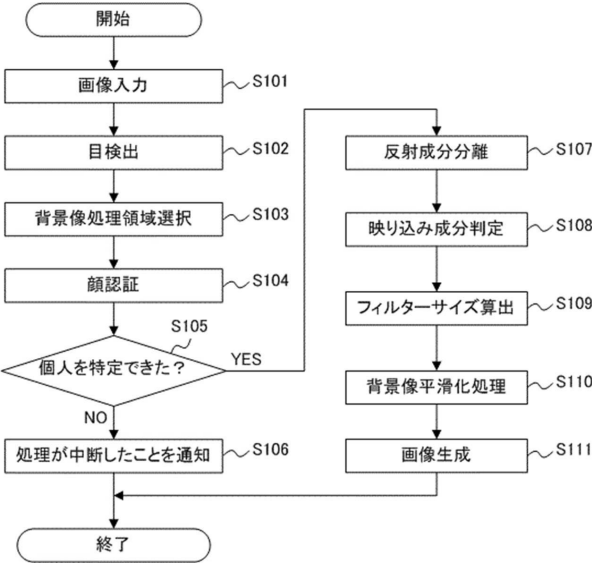 開始
画像入力
S101
目検出
S102
背景像処理領域選択
S103
顔認証
S104
個人を特定できた？
S105
YES
NO
処理が中断したことを通知
S106
反射成分分離
S107
映り込み成分判定
S108
フィルターサイズ算出
S109
背景像平滑化処理
S110
画像生成
S111
終了